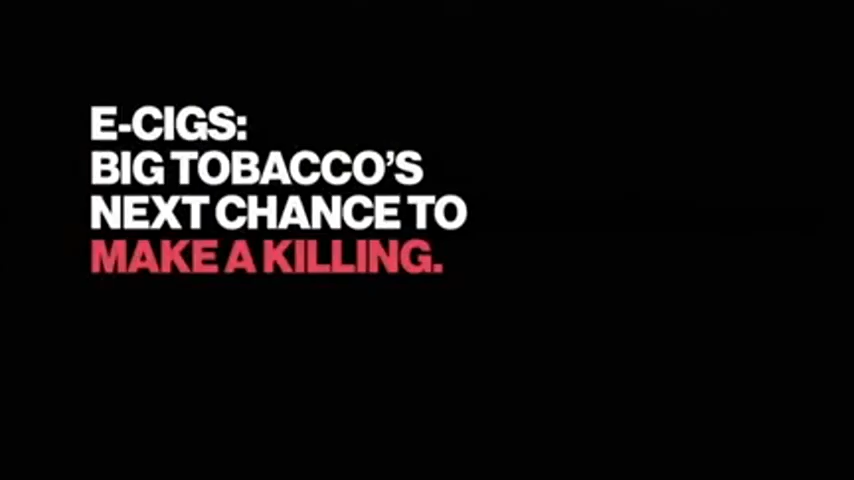 E-CIGS:
BIG TOBACCO’S
NEXT CHANCE TO
MAKE A KILLING.